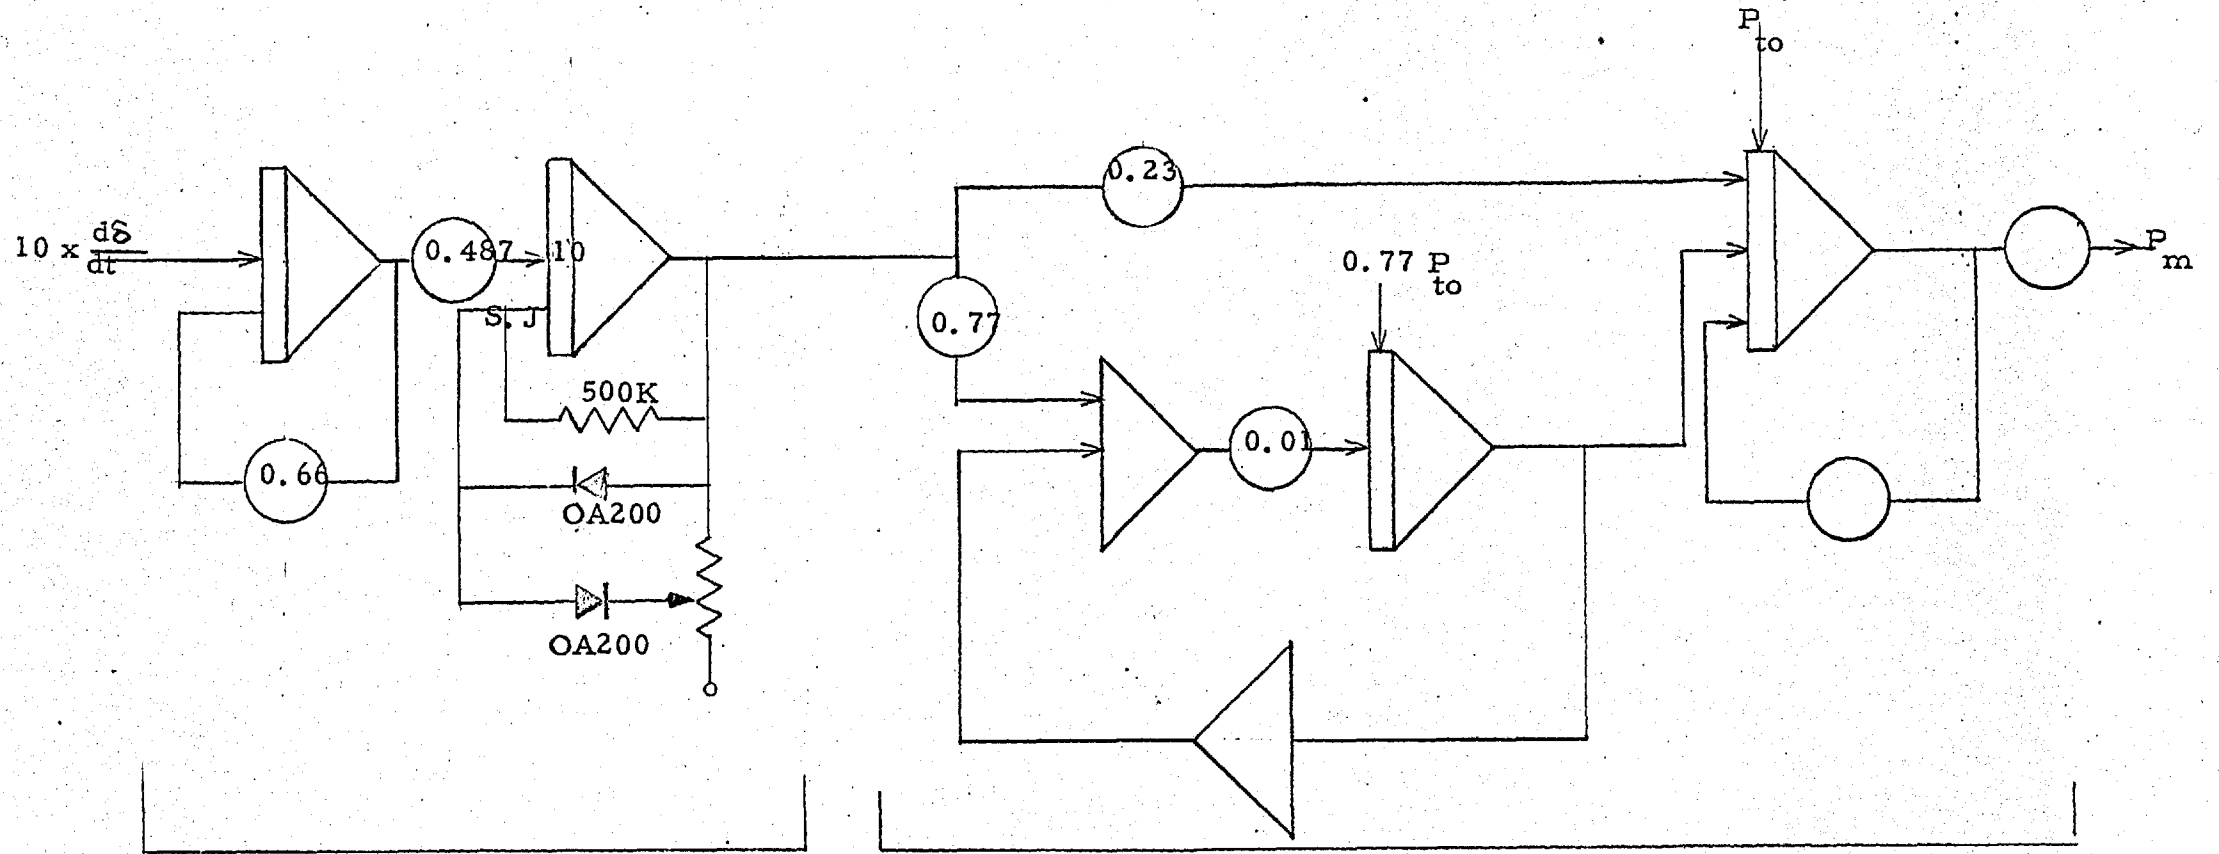 P
to
0.23
dδ
10 x
dt
0.487
10
P
m
0.77 P
to
S.J
0.77
500K
0.01
0.66
OA200
OA200